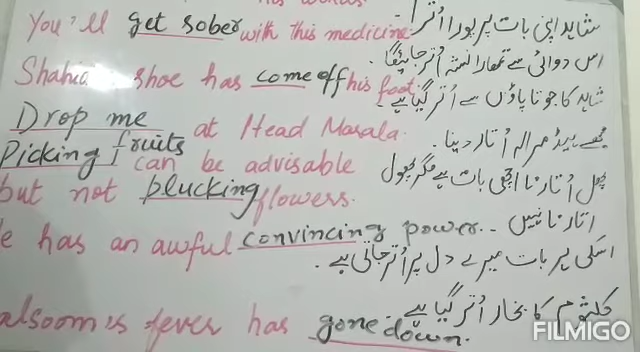 his words.
شاہد اپنی بات پر پورا اُترا۔
You'll get sober with this medicine.
اس دوائی سے تمھارا نشہ اُتر جائیگا۔
Shahid shoe has come off his foot
شاہد کا جوتا پاؤں سے اُتر گیا ہے
Drop me at Head Marala.
مجھے ہیڈ مرالہ اُتار دینا۔
Picking fruits can be advisable
پھل اُتارنا اچھی بات ہے مگر پھول
but not plucking flowers.
اتارنا نہیں
e has an awful convincing power..
اسکی ہر بات میرے دل پر اُتر جاتی ہے۔
alsoom's fever has gone down.
کلثوم کا بخار اُتر گیا ہے
FILMIGO